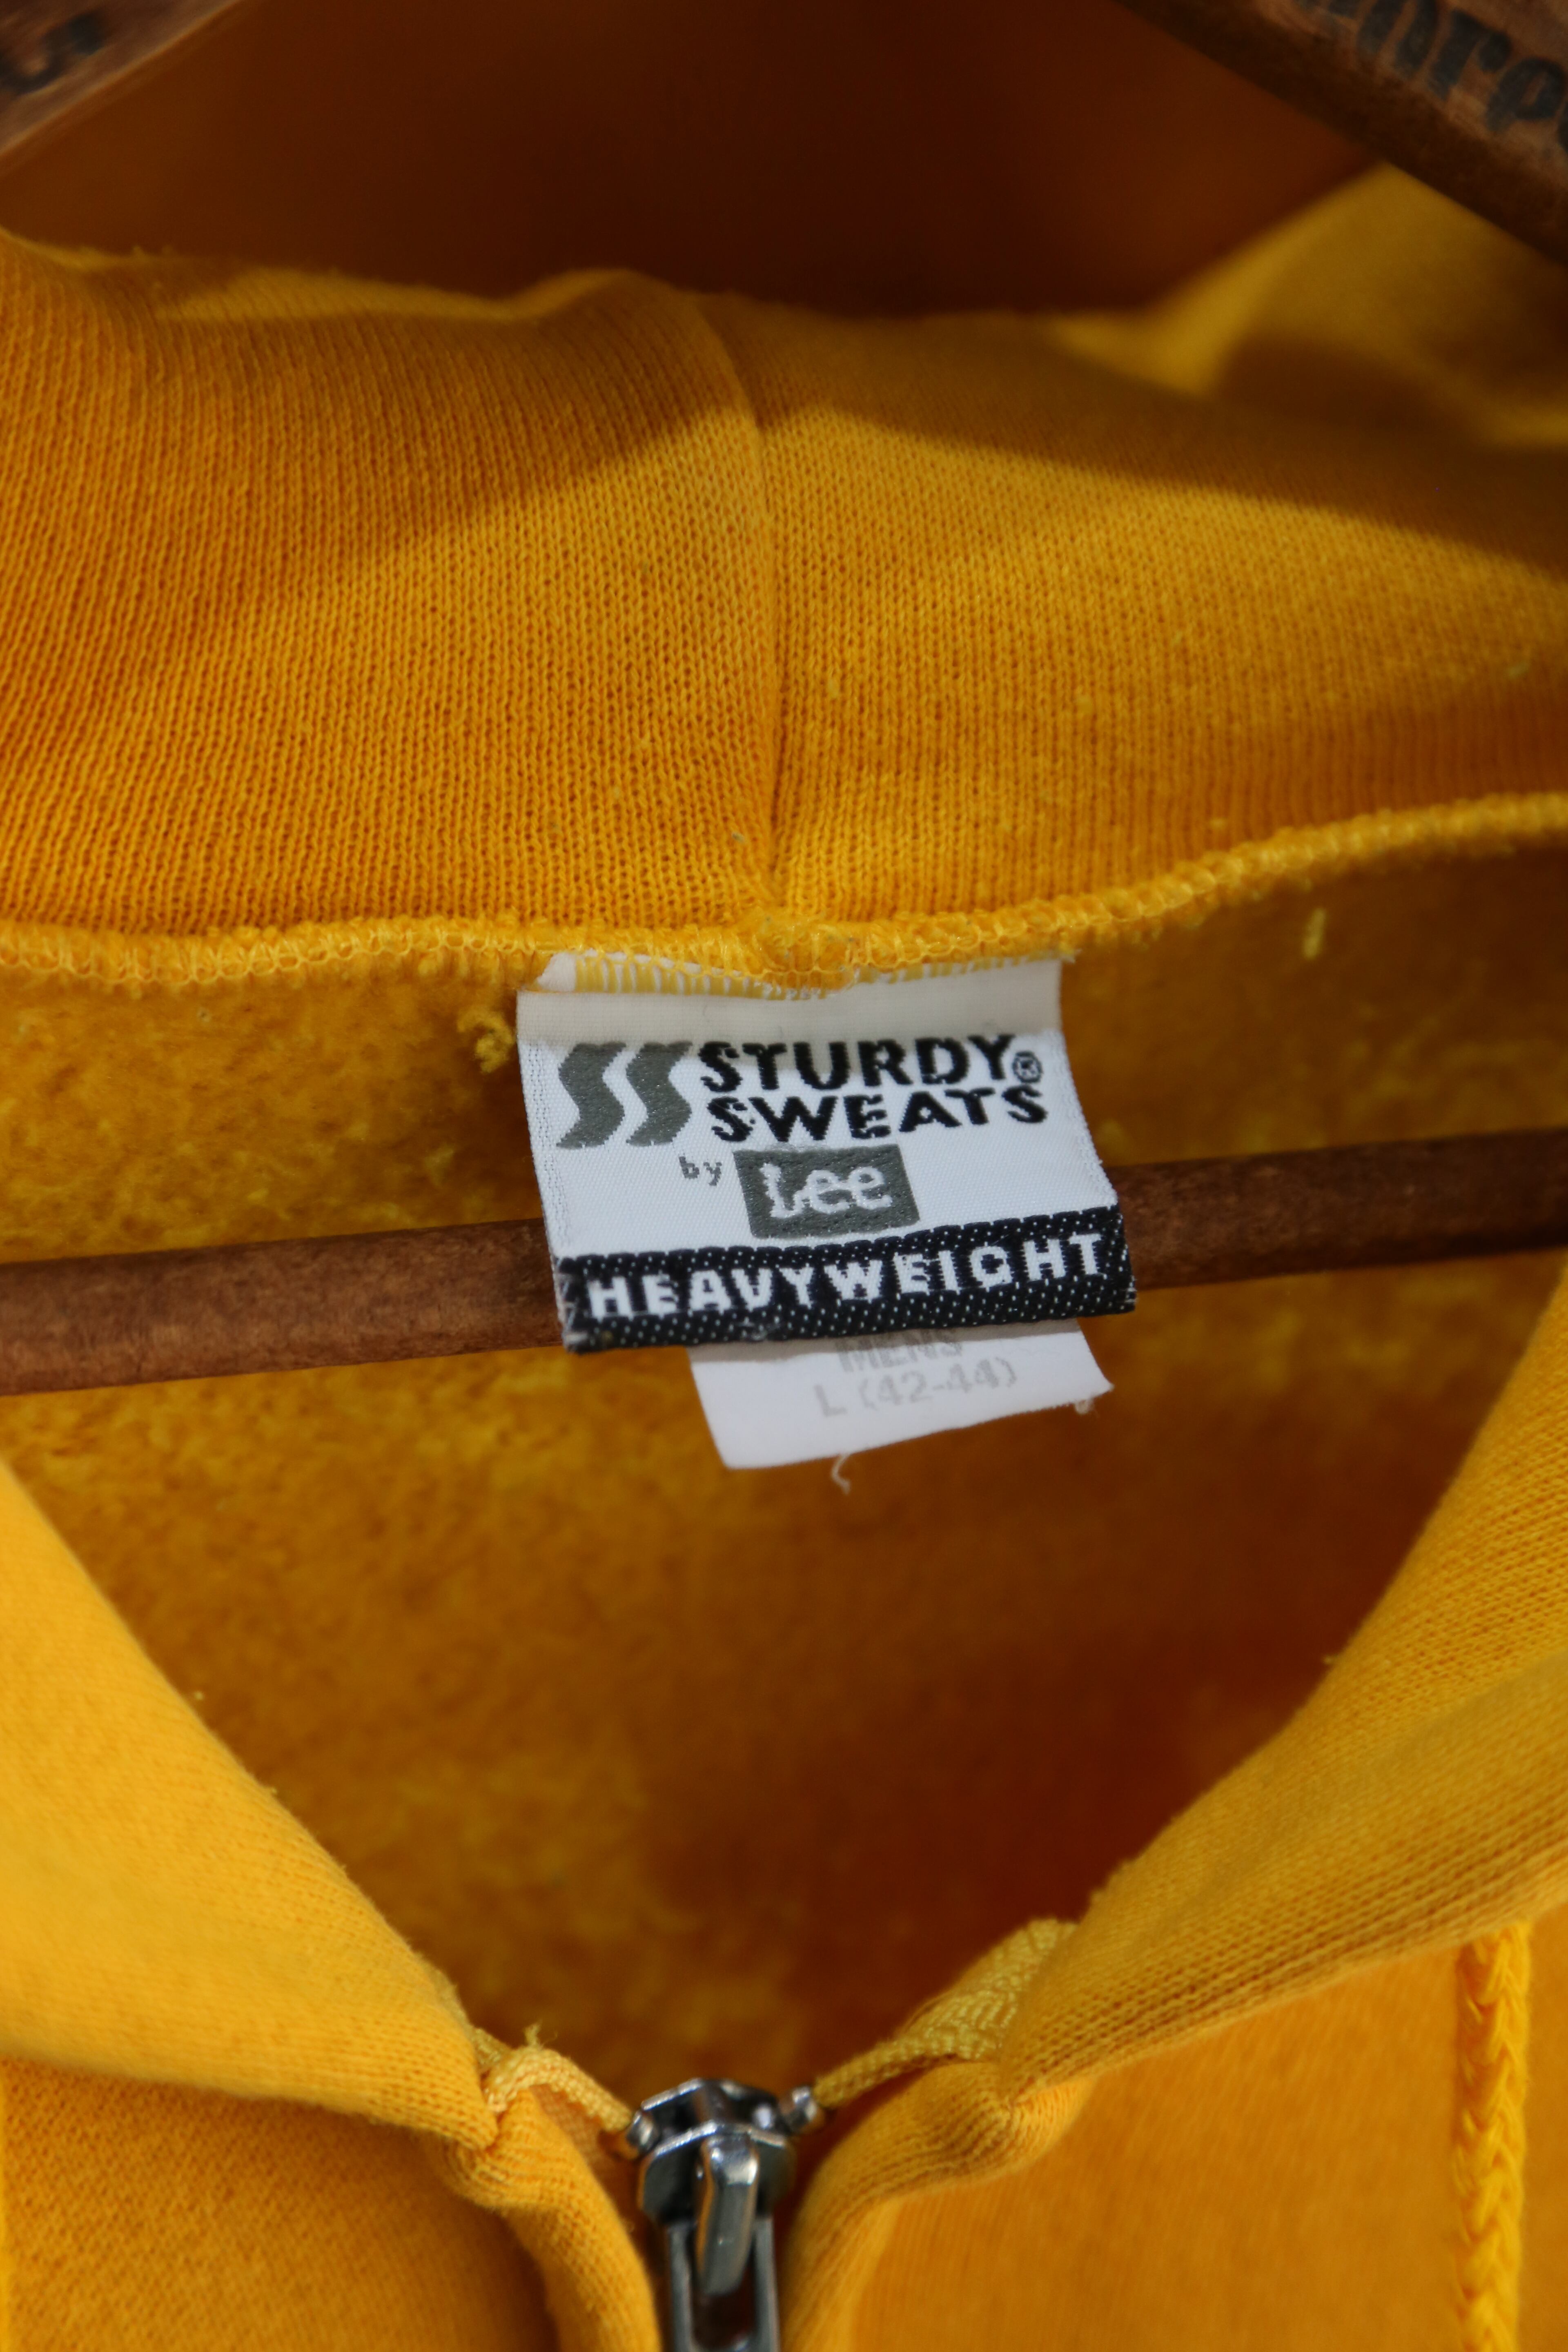 STURDY®
SWEATS
by Lee
HEAVYWEIGHT
MENS
L (42-44)